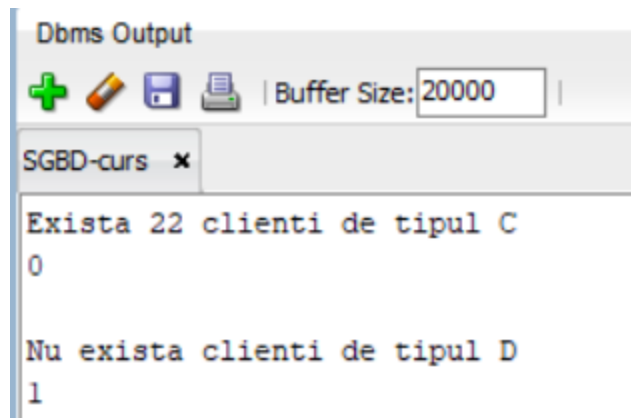 Dbms Output
Buffer Size: 20000
SGBD-curs
Exista 22 clienti de tipul C
0
Nu exista clienti de tipul D
1